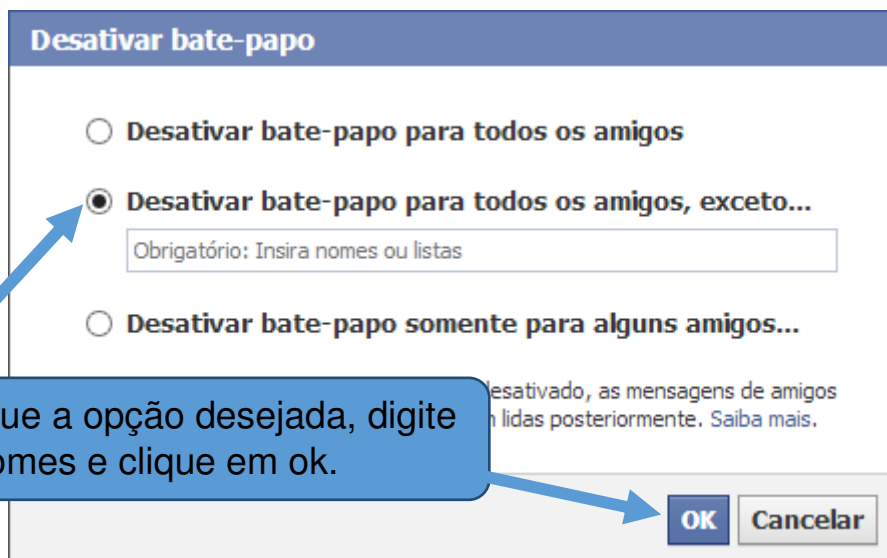 Desativar bate-papo
Desativar bate-papo para todos os amigos
Desativar bate-papo para todos os amigos, exceto...
Obrigatório: Insira nomes ou listas
Desativar bate-papo somente para alguns amigos...
desativado, as mensagens de amigos
lidas posteriormente. Saiba mais.
a opção desejada, digite
e clique em ok.
OK Cancelar